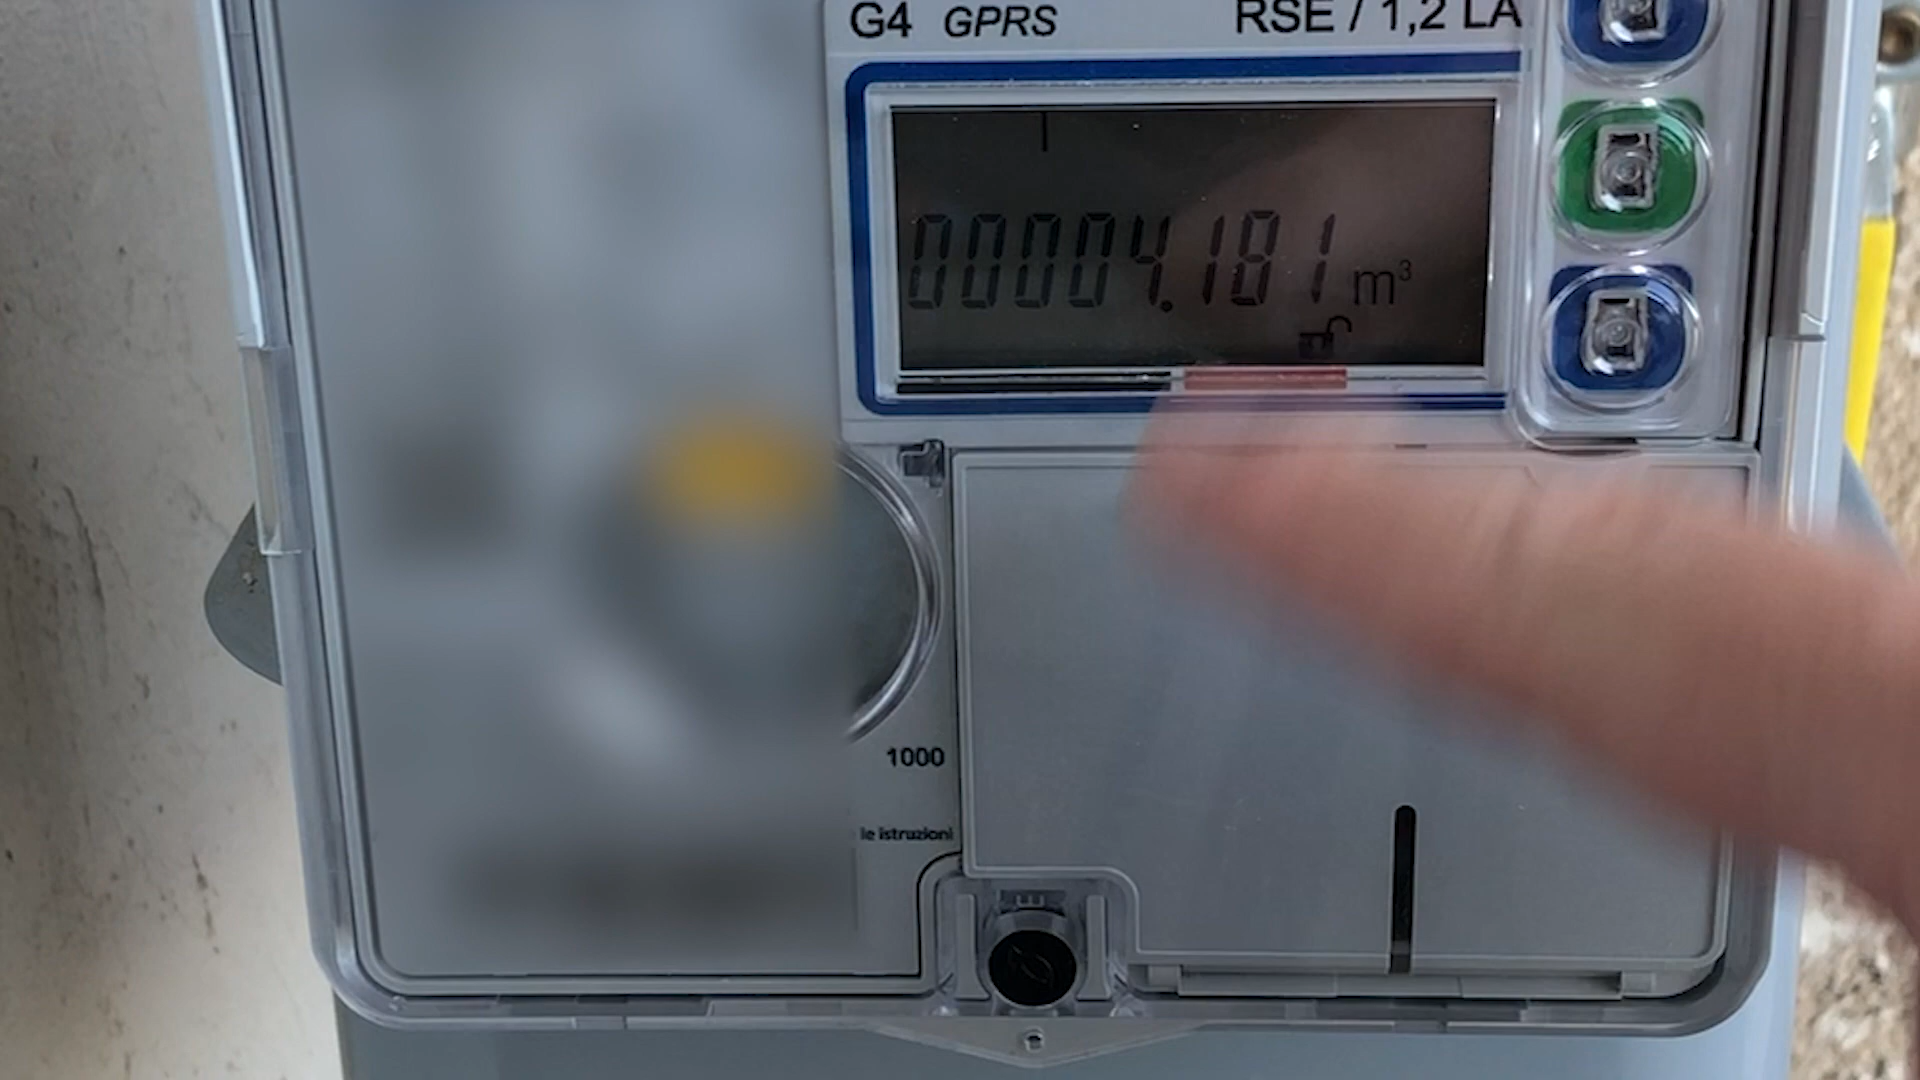 G4 GPRS RSE / 1,2 LA
00004.181 m³
1000
le istruzioni